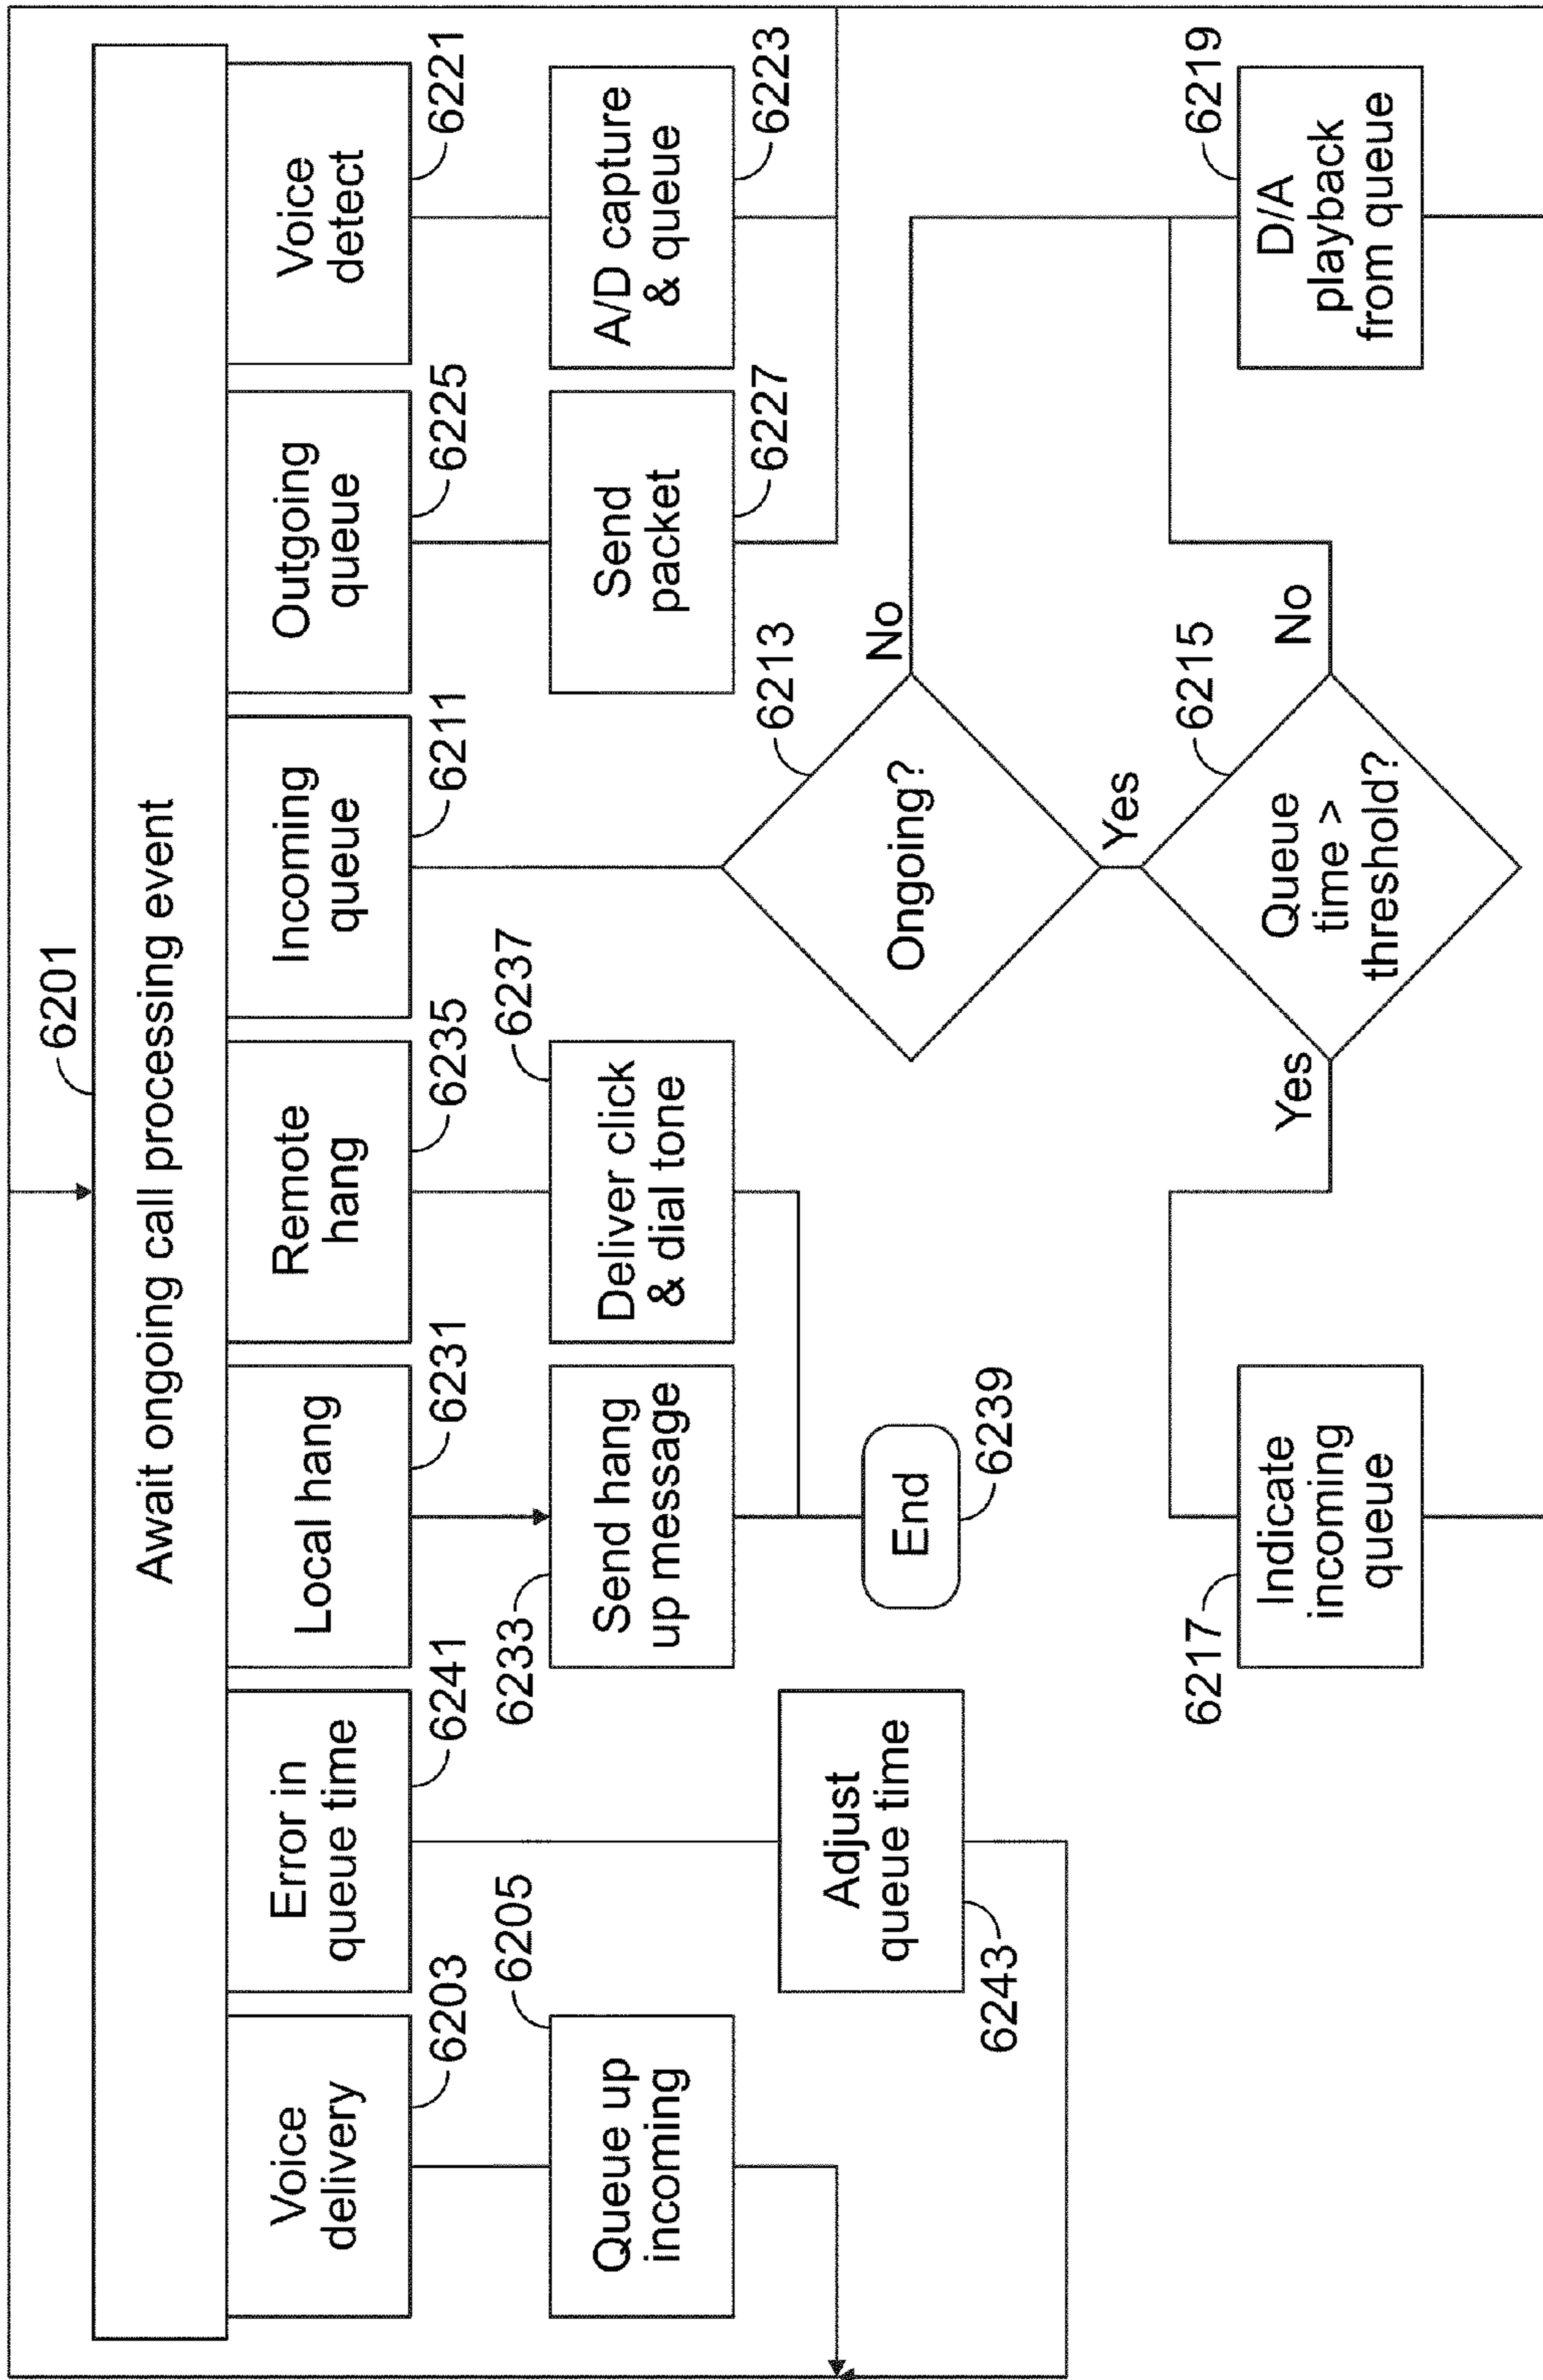 6201
Await ongoing call processing event
Voice
delivery
6203
Error in
queue time
6241
Local hang
6231
Remote
hang
6235
Incoming
queue
6211
Outgoing
queue
6225
Voice
detect
6221
6205
Queue up
incoming
6233
Send hang
up message
6237
Deliver click
& dial tone
Send
packet
6227
A/D capture
& queue
6223
Adjust
queue time
6243
End
6239
6213
Ongoing?
No
Yes
6215
Queue
time >
threshold?
Yes
No
6217
Indicate
incoming
queue
6219
D/A
playback
from queue